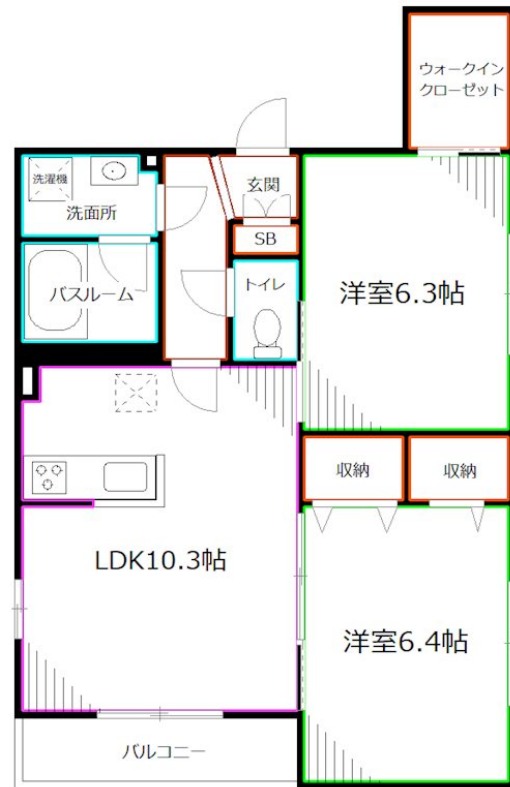 ウォークイン
クローゼット
洗濯機
洗面所
玄関
SB
バスルーム
トイレ
洋室6.3帖
収納
収納
LDK10.3帖
洋室6.4帖
バルコニー